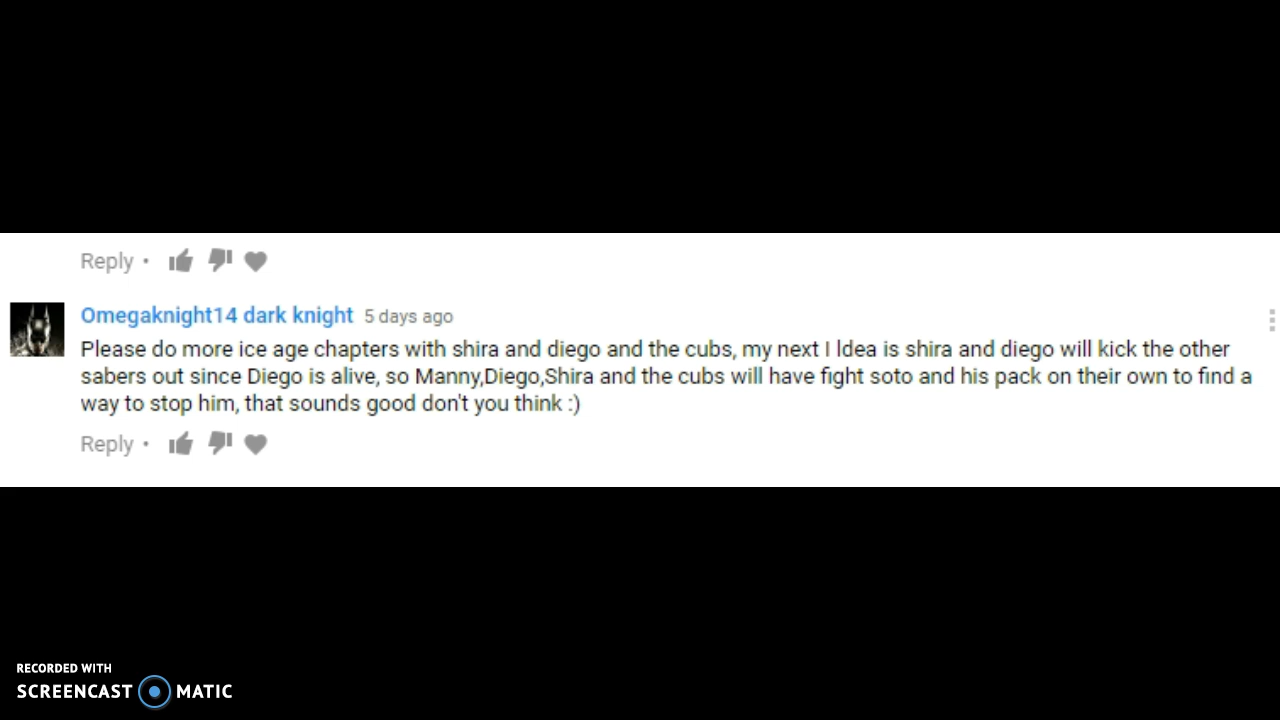 Reply •
Omegaknight14 dark knight 5 days ago
Please do more ice age chapters with shira and diego and the cubs, my next I Idea is shira and diego will kick the other
sabers out since Diego is alive, so Manny,Diego,Shira and the cubs will have fight soto and his pack on their own to find a
way to stop him, that sounds good don't you think :)
Reply •
RECORDED WITH
SCREENCAST MATIC